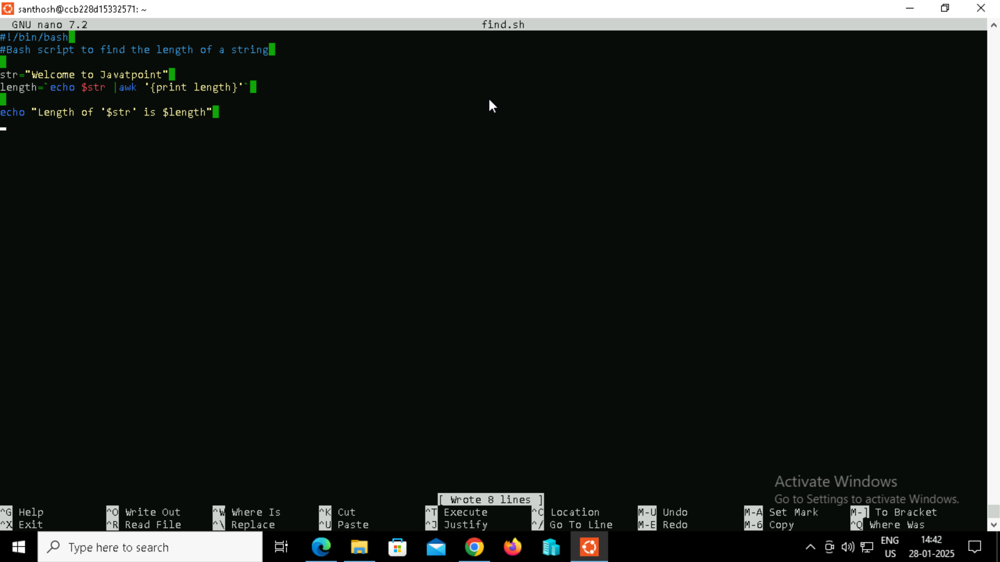 santhosh@ccb228d15332571: ~
GNU nano 7.2 find.sh
#!/bin/bash
#Bash script to find the length of a string
str="Welcome to Javatpoint"
length=`echo $str |awk '{print length}'`
echo "Length of '$str' is $length"
Activate Windows
Go to Settings to activate Windows.
[ Wrote 8 lines ]
^G Help ^O Write Out ^W Where Is ^K Cut ^T Execute ^C Location M-U Undo M-A Set Mark M-] To Bracket
^X Exit ^R Read File ^\ Replace ^U Paste ^J Justify ^/ Go To Line M-E Redo M-6 Copy ^Q Where Was
Type here to search
ENG
US
14:42
28-01-2025